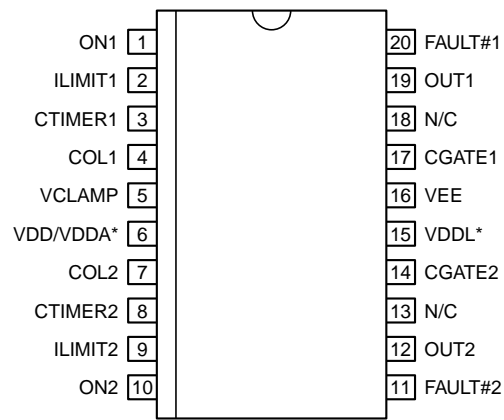 ON1 1 20 FAULT#1
ILIMIT1 2 19 OUT1
CTIMER1 3 18 N/C
COL1 4 17 CGATE1
VCLAMP 5 16 VEE
VDD/VDDA* 6 15 VDDL*
COL2 7 14 CGATE2
CTIMER2 8 13 N/C
ILIMIT2 9 12 OUT2
ON2 10 11 FAULT#2